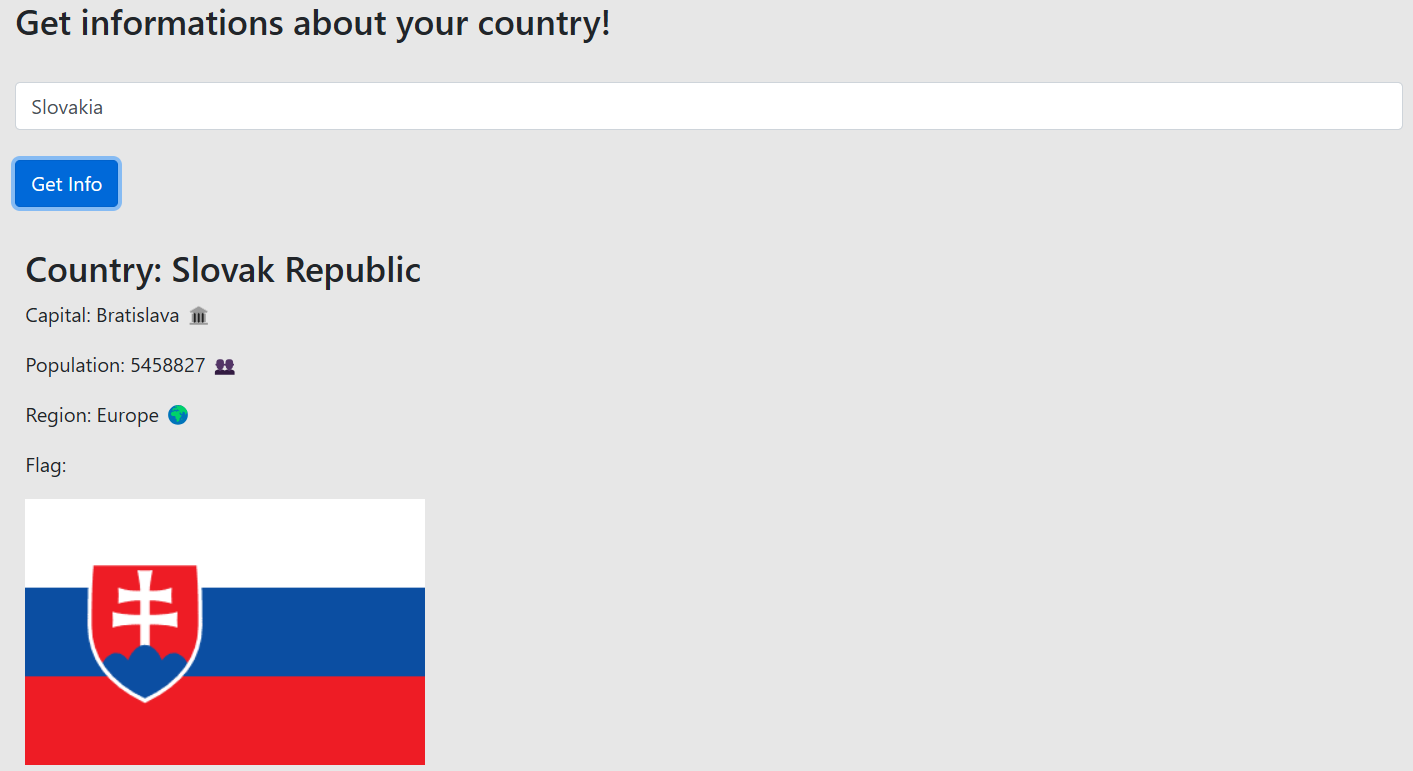 Get informations about your country!
Slovakia
Get Info
Country: Slovak Republic
Capital: Bratislava 🏛️
Population: 5458827 👥
Region: Europe 🌍
Flag: